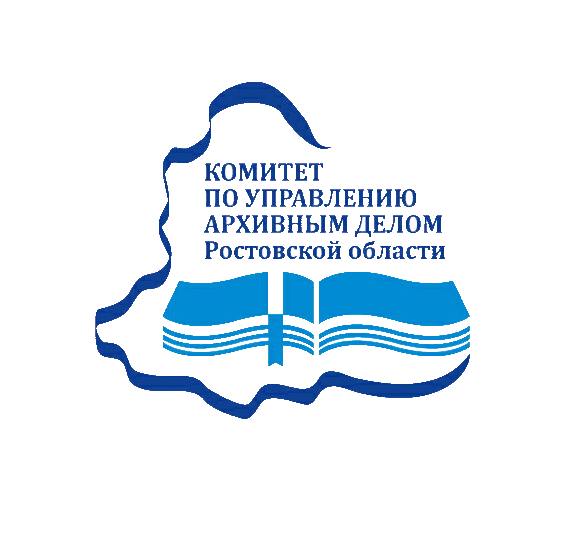 КОМИТЕТ
ПО УПРАВЛЕНИЮ
АРХИВНЫМ ДЕЛОМ
Ростовской области